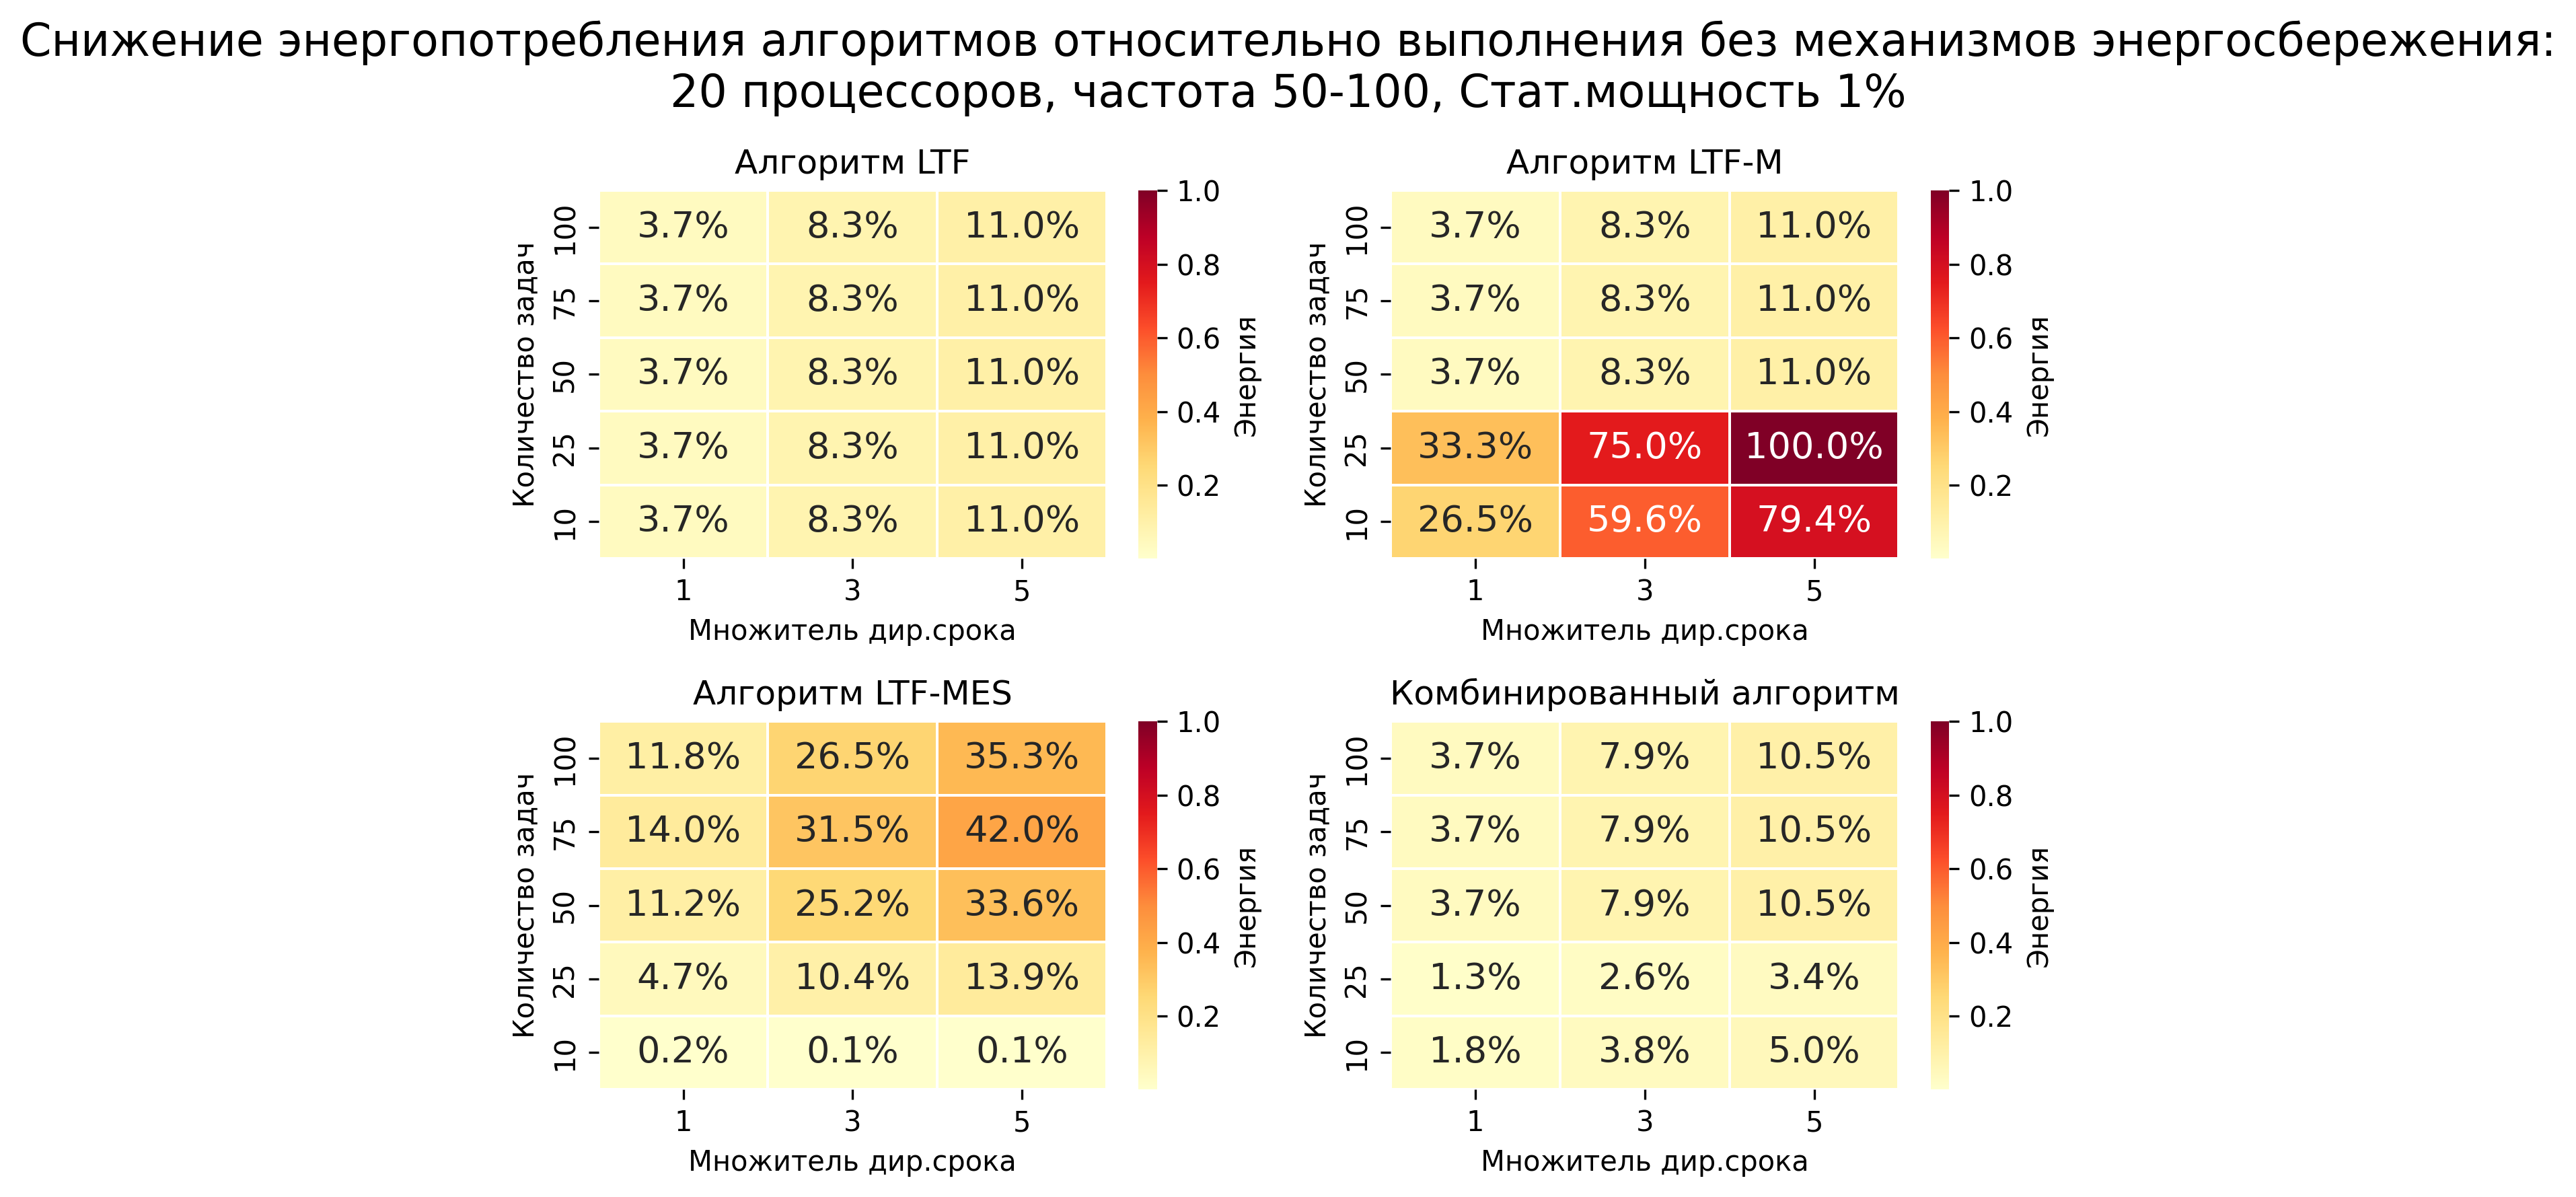 Снижение энергопотребления алгоритмов относительно выполнения без механизмов энергосбережения:
20 процессоров, частота 50-100, Стат.мощность 1%
Алгоритм LTF
Количество задач
100 3.7% 8.3% 11.0%
75 3.7% 8.3% 11.0%
50 3.7% 8.3% 11.0%
25 3.7% 8.3% 11.0%
10 3.7% 8.3% 11.0%
1 3 5
Множитель дир.срока
1.0
0.8
0.6
0.4
0.2
Энергия
Алгоритм LTF-M
Количество задач
100 3.7% 8.3% 11.0%
75 3.7% 8.3% 11.0%
50 3.7% 8.3% 11.0%
25 33.3% 75.0% 100.0%
10 26.5% 59.6% 79.4%
1 3 5
Множитель дир.срока
1.0
0.8
0.6
0.4
0.2
Энергия
Алгоритм LTF-MES
Количество задач
100 11.8% 26.5% 35.3%
75 14.0% 31.5% 42.0%
50 11.2% 25.2% 33.6%
25 4.7% 10.4% 13.9%
10 0.2% 0.1% 0.1%
1 3 5
Множитель дир.срока
1.0
0.8
0.6
0.4
0.2
Энергия
Комбинированный алгоритм
Количество задач
100 3.7% 7.9% 10.5%
75 3.7% 7.9% 10.5%
50 3.7% 7.9% 10.5%
25 1.3% 2.6% 3.4%
10 1.8% 3.8% 5.0%
1 3 5
Множитель дир.срока
1.0
0.8
0.6
0.4
0.2
Энергия